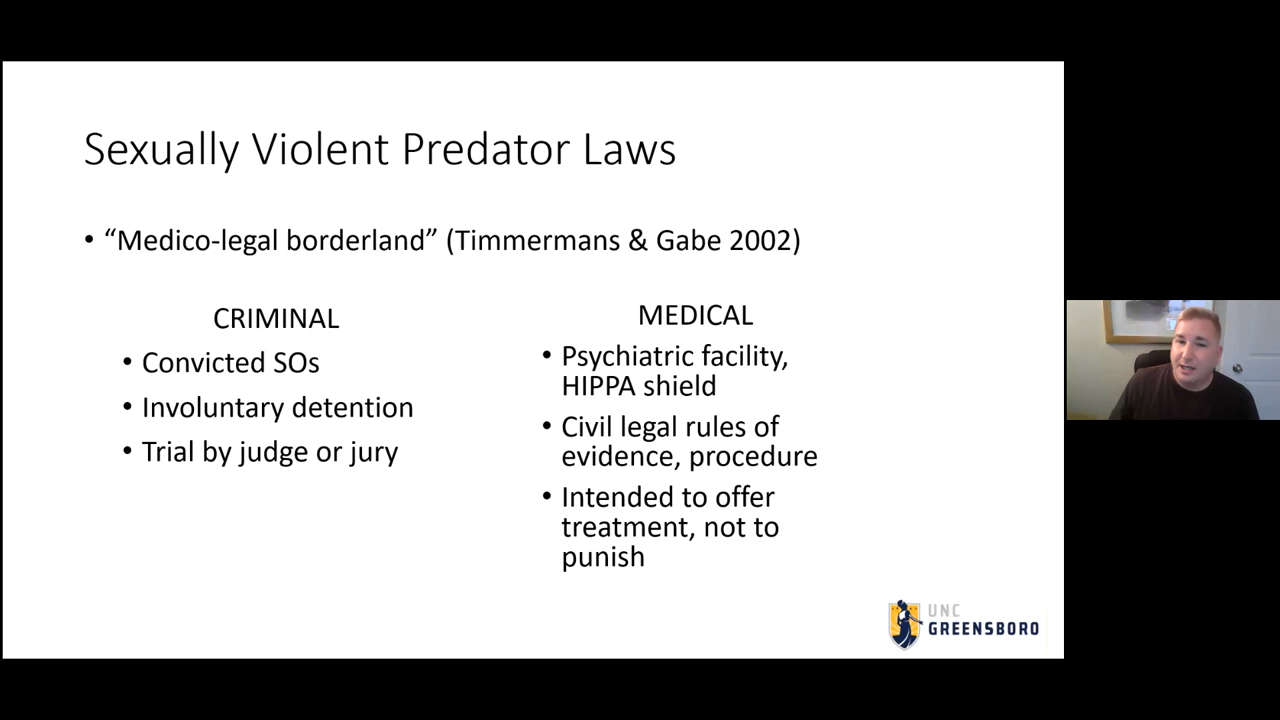 Sexually Violent Predator Laws
• “Medico-legal borderland” (Timmermans & Gabe 2002)
CRIMINAL
• Convicted SOs
• Involuntary detention
• Trial by judge or jury
MEDICAL
• Psychiatric facility,
HIPPA shield
• Civil legal rules of
evidence, procedure
• Intended to offer
treatment, not to
punish
UNC
GREENSBORO